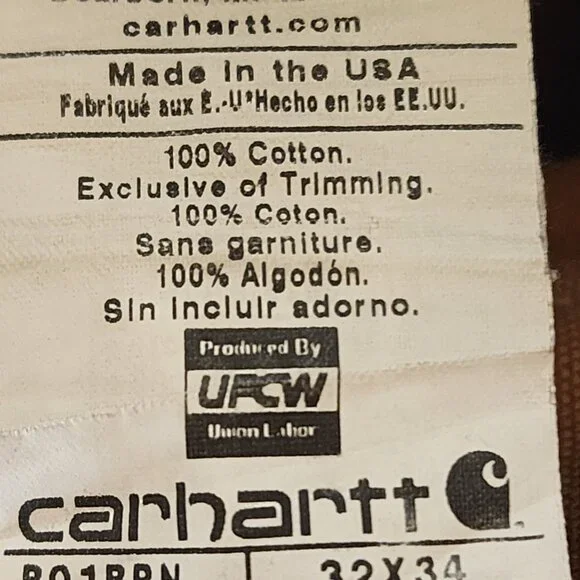 carhartt.com
Made in the USA
Fabriqué aux É.-U*Hecho en los EE.UU.
100% Cotton.
Exclusive of Trimming.
100% Coton.
Sans garniture.
100% Algodón.
Sin incluir adorno.
Produced By
UFCW
Union Labor
carhartt
B01BRN 32X34